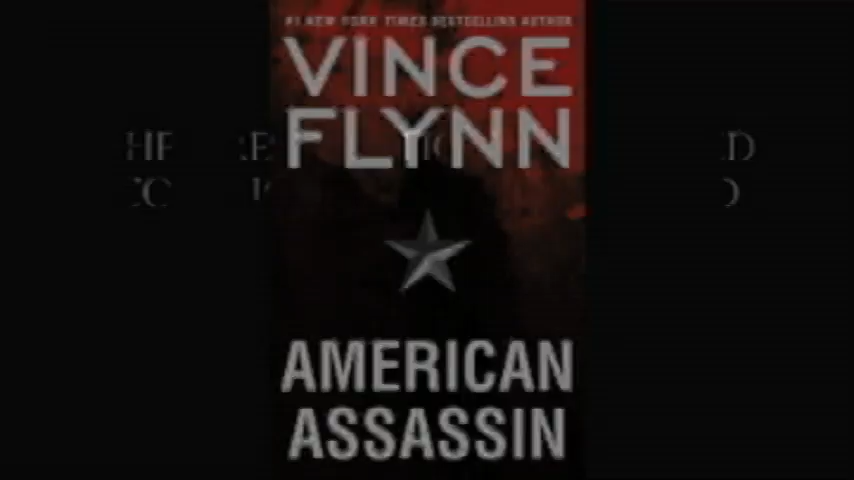 #1 NEW YORK TIMES BESTSELLING AUTHOR
VINCE
FLYNN
AMERICAN
ASSASSIN